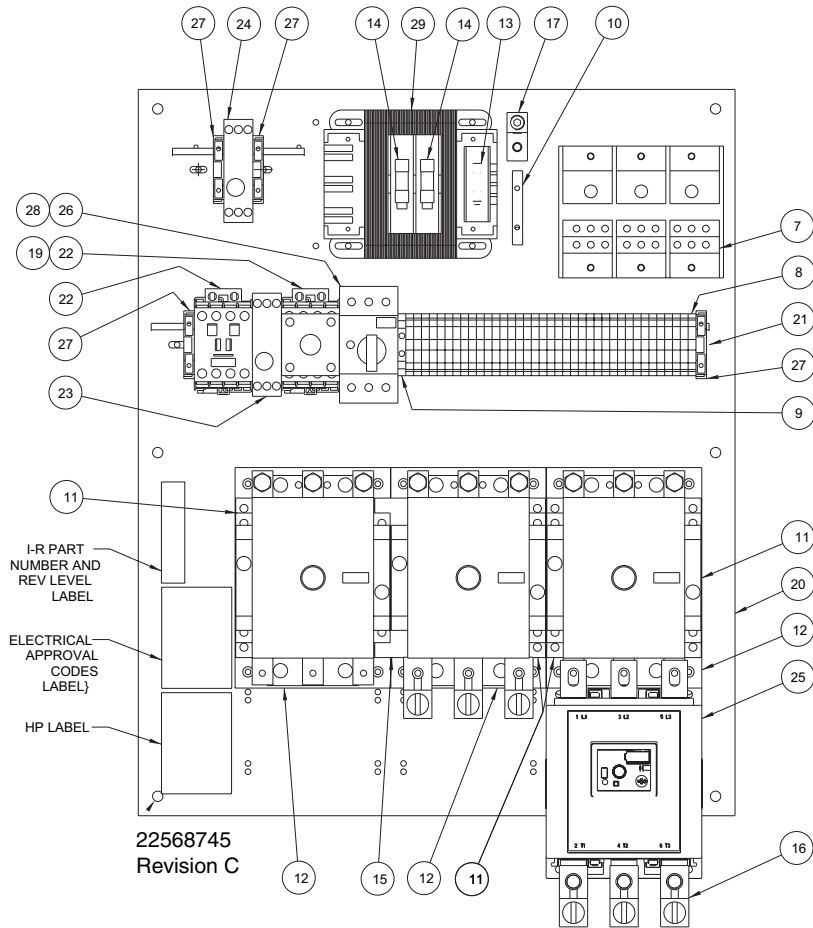 27 24 27 14 29 14 13 17 10
28 26
19 22
22
27
23
7
8
21
27
9
11
I-R PART
NUMBER AND
REV LEVEL
LABEL
ELECTRICAL
APPROVAL
CODES
LABEL}
HP LABEL
11
20
12
25
1 L1 3 L2 5 L3
2 T1 4 T2 6 T3
16
22568745
Revision C
12 15 12 11